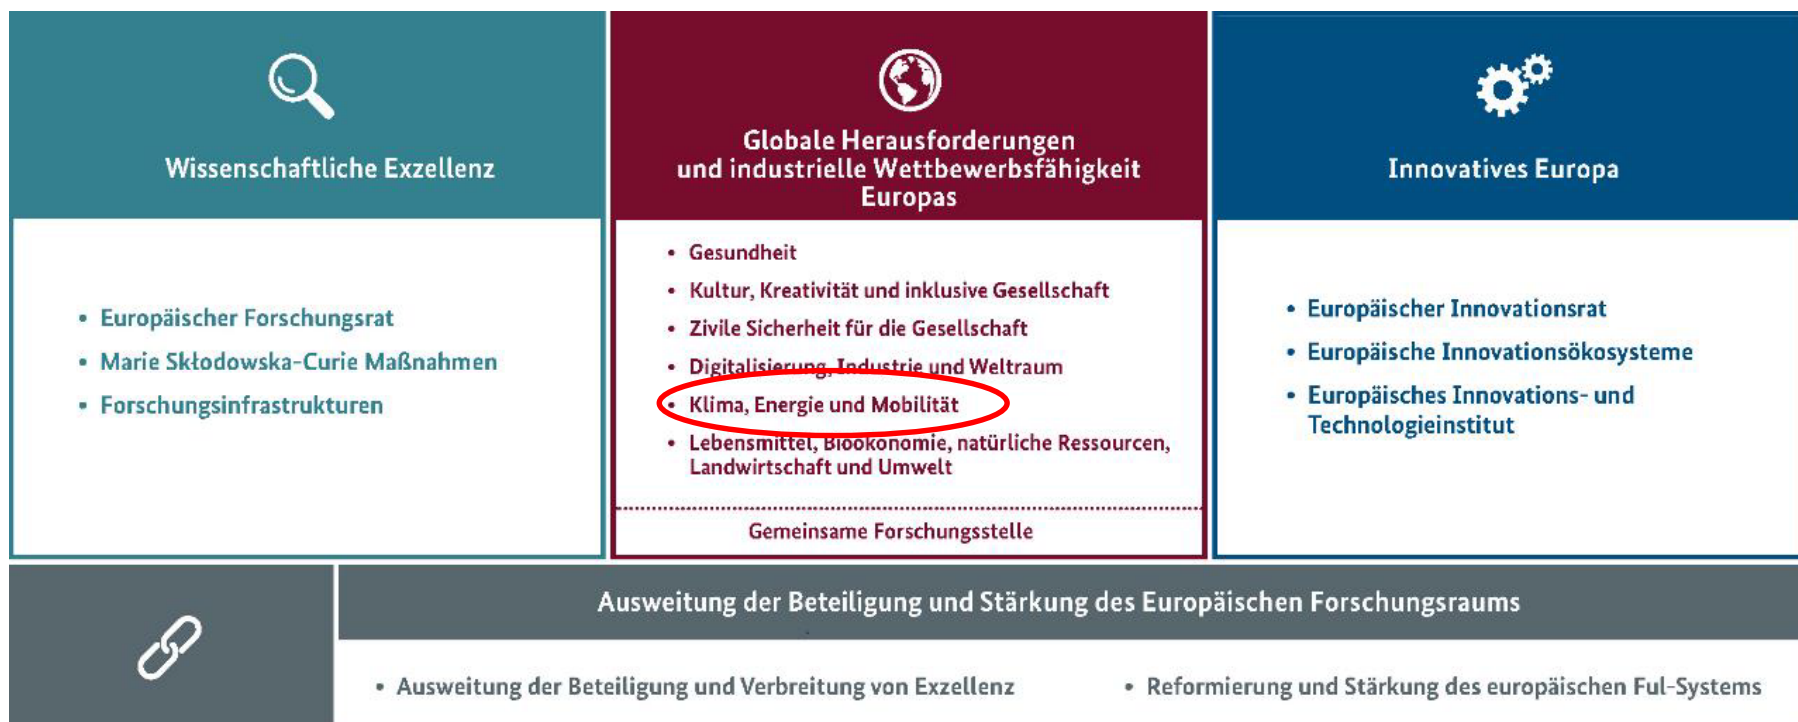 Wissenschaftliche Exzellenz
• Europäischer Forschungsrat
• Marie Skłodowska-Curie Maßnahmen
• Forschungsinfrastrukturen
Globale Herausforderungen
und industrielle Wettbewerbsfähigkeit
Europas
• Gesundheit
• Kultur, Kreativität und inklusive Gesellschaft
• Zivile Sicherheit für die Gesellschaft
• Digitalisierung, Industrie und Weltraum
• Klima, Energie und Mobilität
• Lebensmittel, Bioökonomie, natürliche Ressourcen,
Landwirtschaft und Umwelt
Gemeinsame Forschungsstelle
Innovatives Europa
• Europäischer Innovationsrat
• Europäische Innovationsökosysteme
• Europäisches Innovations- und
Technologieinstitut
Ausweitung der Beteiligung und Stärkung des Europäischen Forschungsraums
• Ausweitung der Beteiligung und Verbreitung von Exzellenz
• Reformierung und Stärkung des europäischen FuI-Systems